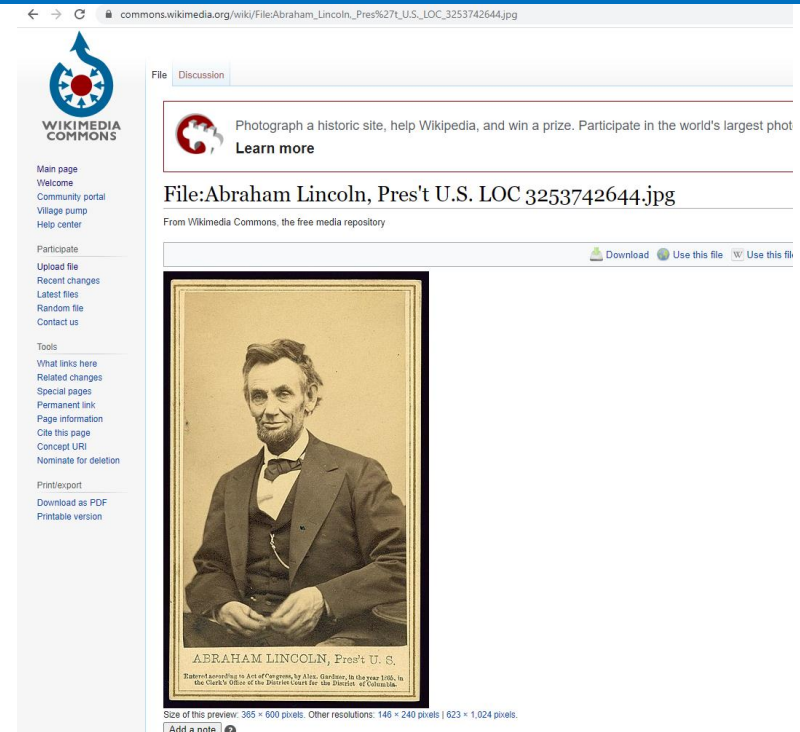 commons.wikimedia.org/wiki/File:Abraham_Lincoln,_Pres%27t_U.S._LOC_3253742644.jpg
WIKIMEDIA
COMMONS
Main page
Welcome
Community portal
Village pump
Help center
Participate
Upload file
Recent changes
Latest files
Random file
Contact us
Tools
What links here
Related changes
Special pages
Permanent link
Page information
Cite this page
Concept URI
Nominate for deletion
Print/export
Download as PDF
Printable version
File Discussion
Photograph a historic site, help Wikipedia, and win a prize. Participate in the world's largest phot
Learn more
File:Abraham Lincoln, Pres't U.S. LOC 3253742644.jpg
From Wikimedia Commons, the free media repository
Download Use this file W Use this file
ABRAHAM LINCOLN, Pres't U. S.
Entered according to Act of Congress, by Alex. Gardner, in the year 1865, in
the Clerk's Office of the District Court for the District of Columbia.
Size of this preview: 365 × 600 pixels. Other resolutions: 146 × 240 pixels | 623 × 1,024 pixels.
Add a note ?